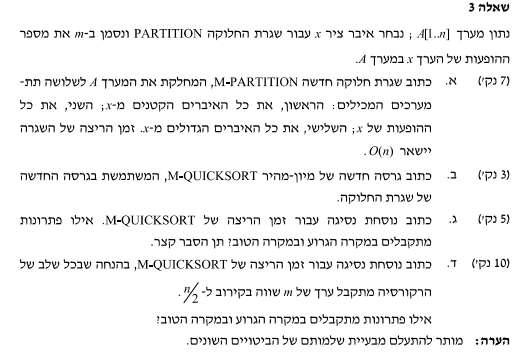 שאלה 3
נתון מערך A[1..n] ; נבחר איבר ציר x עבור שגרת החלוקה PARTITION ונסמן ב-m את מספר
ההופעות של הערך x במערך A.
(7 נק') א. כתוב שגרת חלוקה חדשה M-PARTITION, המחלקת את המערך A לשלושה תת-
מערכים המכילים: הראשון, את כל האיברים הקטנים מ-x; השני, את כל
ההופעות של x; השלישי, את כל האיברים הגדולים מ-x. זמן הריצה של השגרה
יישאר O(n).
(3 נק') ב. כתוב גרסה חדשה של מיון-מהיר M-QUICKSORT, המשתמשת בגרסה החדשה
של שגרת החלוקה.
(5 נק') ג. כתוב נוסחת נסיגה עבור זמן הריצה של M-QUICKSORT. אילו פתרונות
מתקבלים במקרה הגרוע ובמקרה הטוב? תן הסבר קצר.
(10 נק') ד. כתוב נוסחת נסיגה עבור זמן הריצה של M-QUICKSORT, בהנחה שבכל שלב של
הרקורסיה מתקבל ערך של m שווה בקירוב ל- n/2 .
אילו פתרונות מתקבלים במקרה הגרוע ובמקרה הטוב?
הערה: מותר להתעלם מבעיית שלמותם של הביטויים השונים.